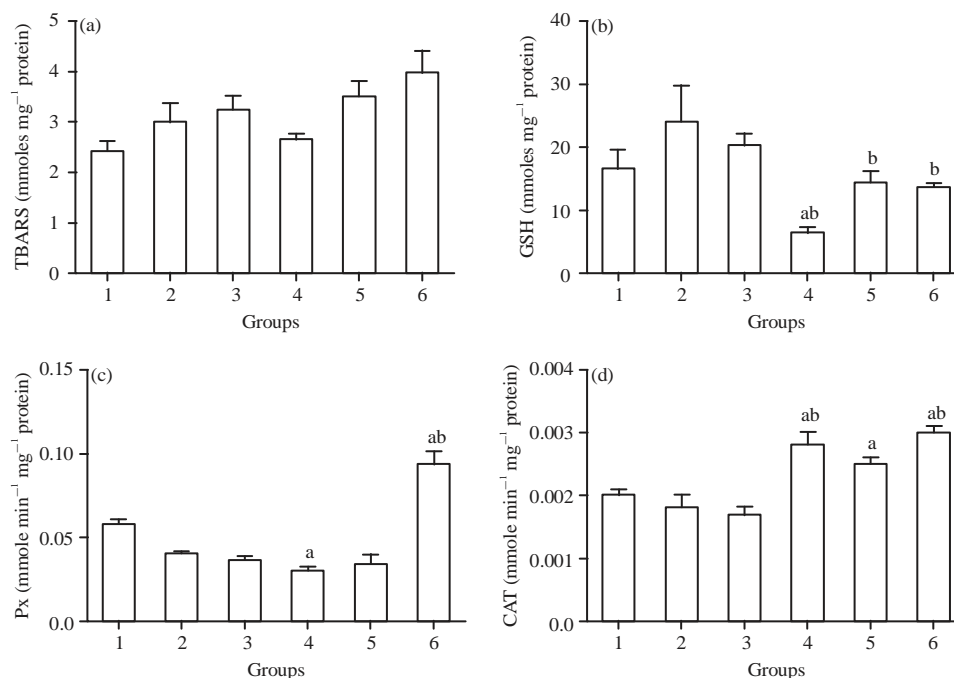 (a)
TBARS (mmoles mg⁻¹ protein)
5
4
3
2
1
0
1 2 3 4 5 6
Groups
(b)
GSH (mmoles mg⁻¹ protein)
40
30
20
10
0
ab b b
1 2 3 4 5 6
Groups
(c)
Px (mmole min⁻¹ mg⁻¹ protein)
0.15
0.10
0.05
0.0
a ab
1 2 3 4 5 6
Groups
(d)
CAT (mmole min⁻¹ mg⁻¹ protein)
0.004
0.003
0.002
0.001
0.0
ab a ab
1 2 3 4 5 6
Groups